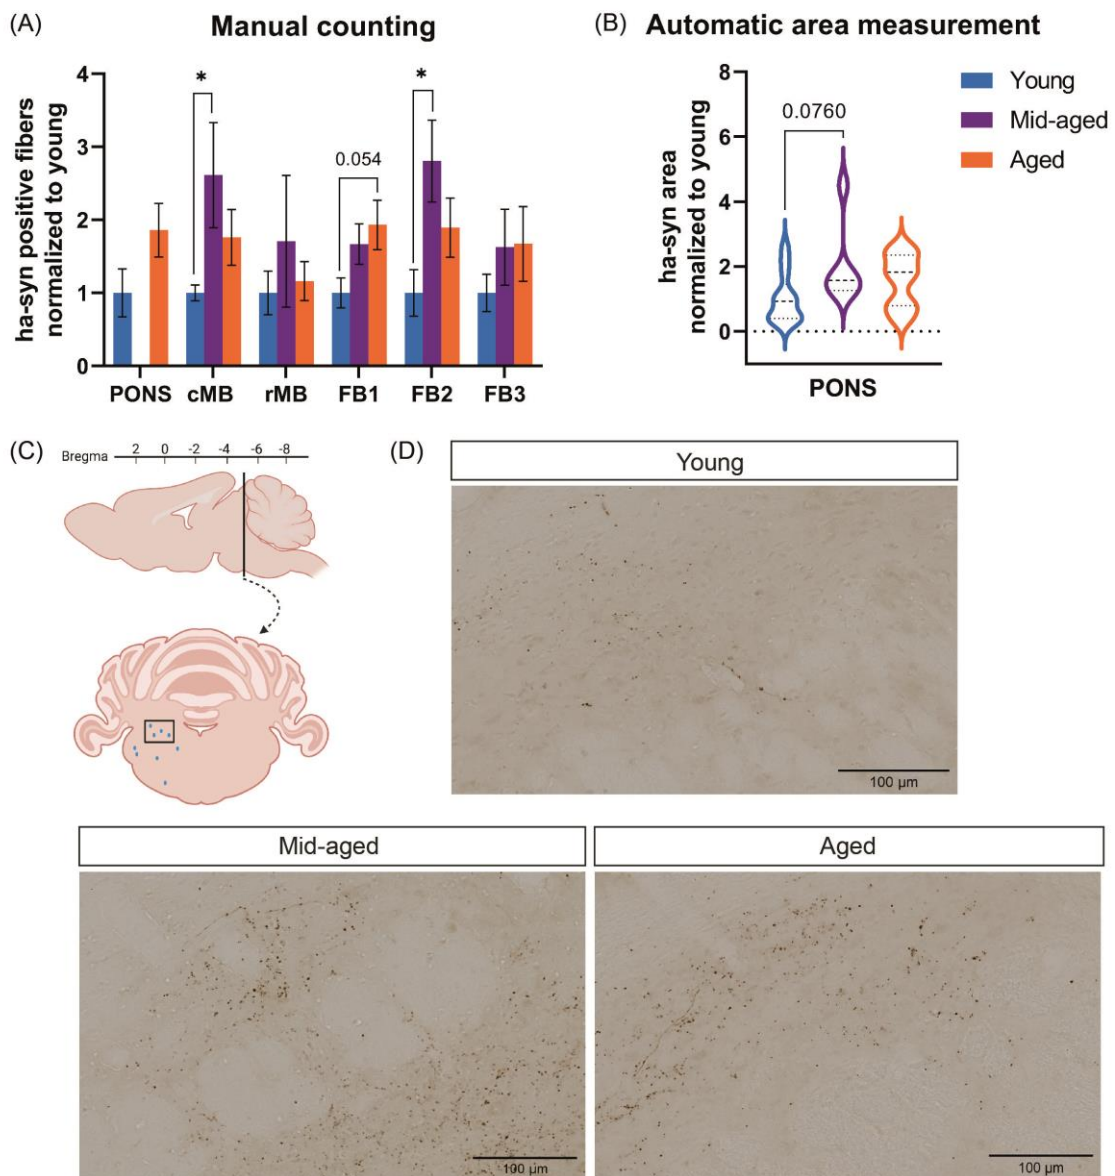 (A)
Manual counting
ha-syn positive fibers
normalized to young
4
3
2
1
0
*
0.054
*
PONS cMB rMB FB1 FB2 FB3
(B)
Automatic area measurement
ha-syn area
normalized to young
8
6
4
2
0
0.0760
PONS
Young
Mid-aged
Aged
(C)
Bregma 2 0 -2 -4 -6 -8
(D)
Young
100 µm
Mid-aged
100 µm
Aged
100 µm